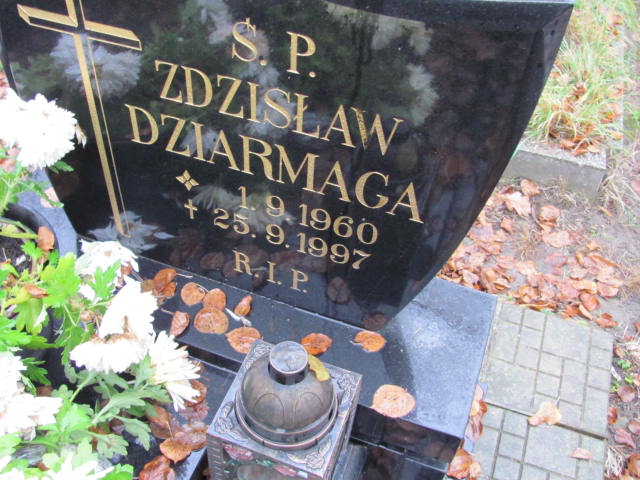 Ś. P.
ZDZISŁAW
DZIARMAGA
1.9.1960
✝ 25.9.1997
R.I.P.